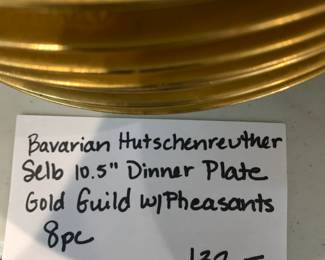 Bavarian Hutschenreuther
Selb 10.5" Dinner Plate
Gold Guild w/Pheasants
8pc